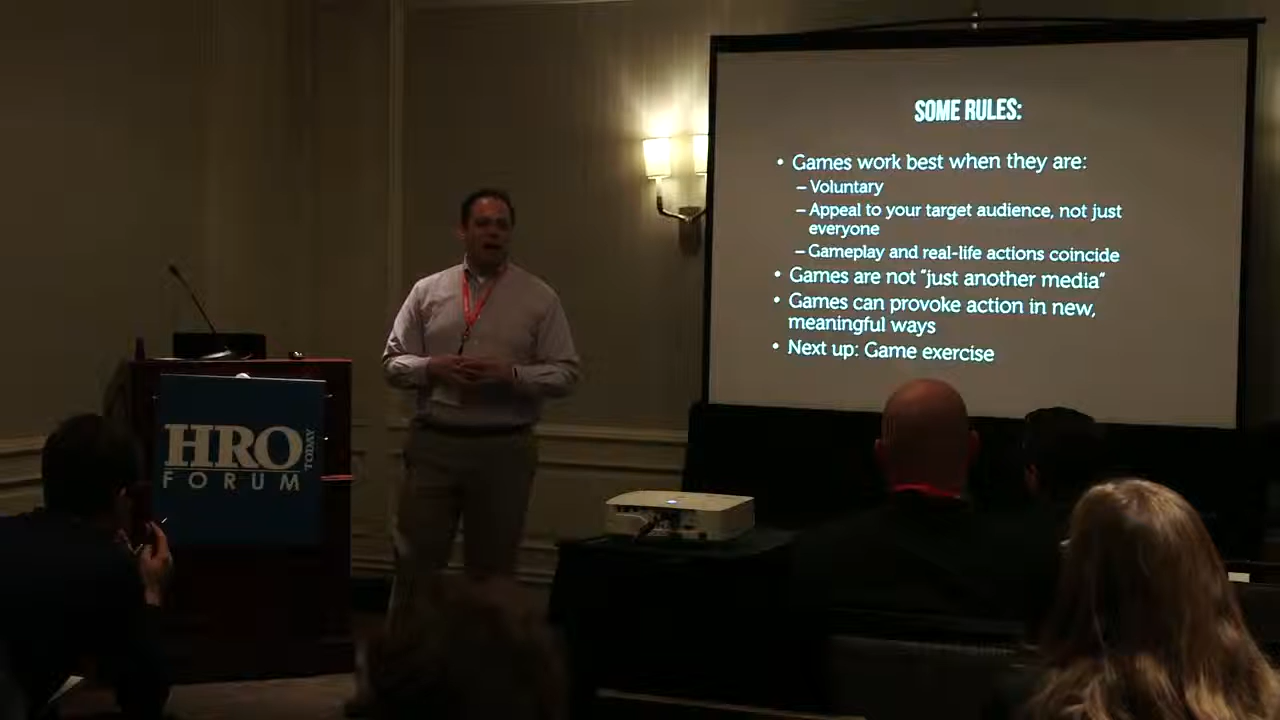 SOME RULES:
• Games work best when they are:
– Voluntary
– Appeal to your target audience, not just
everyone
– Gameplay and real-life actions coincide
• Games are not "just another media"
• Games can provoke action in new,
meaningful ways
• Next up: Game exercise
HRO TODAY
FORUM